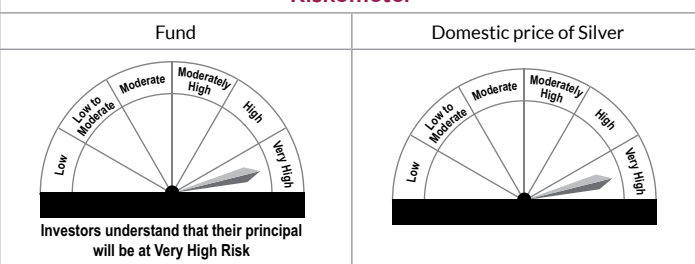 Riskometer
Fund
Domestic price of Silver
Low
Low to
Moderate
Moderate
Moderately
High
High
Very High
Low
Low to
Moderate
Moderate
Moderately
High
High
Very High
Investors understand that their principal
will be at Very High Risk